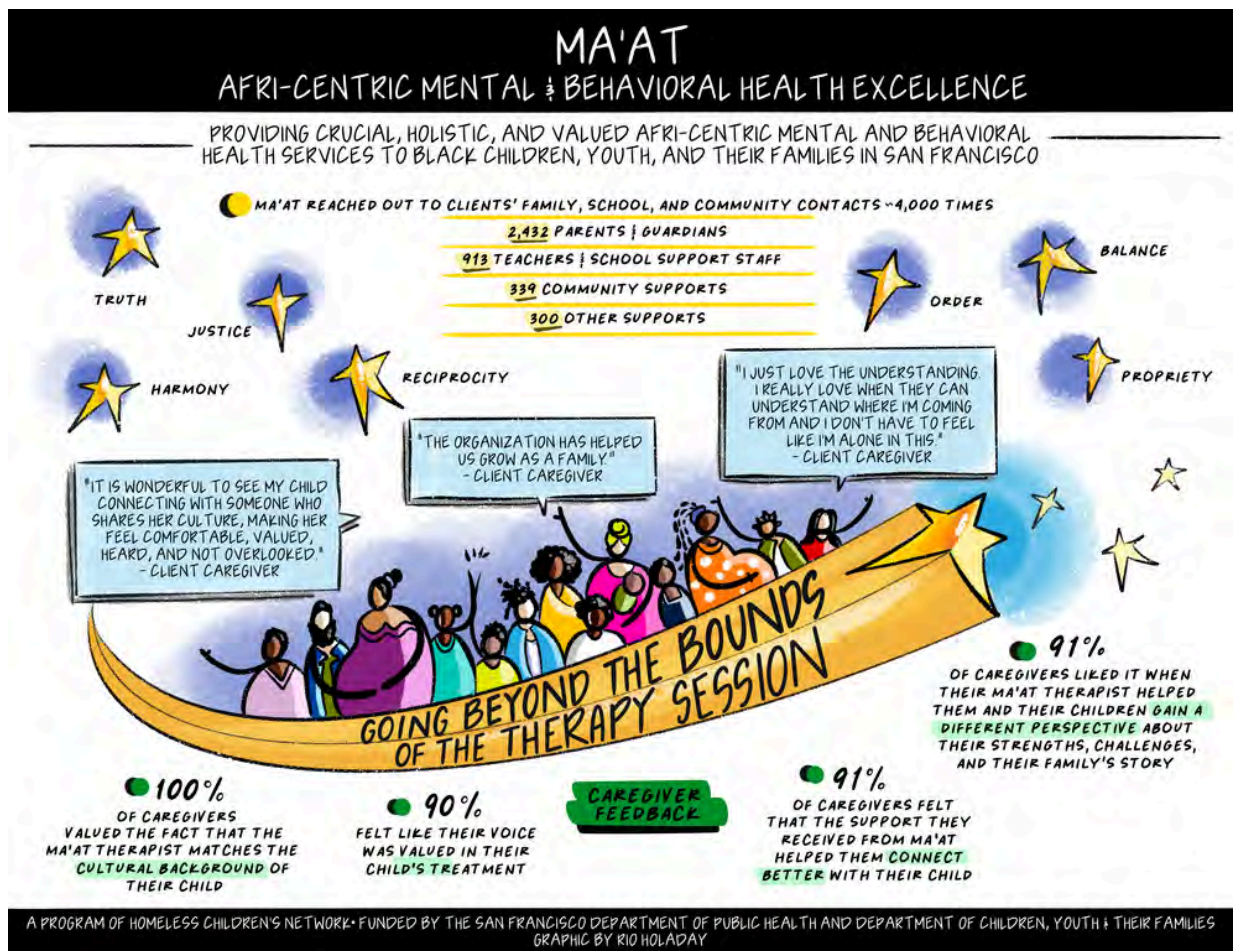 MA'AT
AFRI-CENTRIC MENTAL & BEHAVIORAL HEALTH EXCELLENCE
PROVIDING CRUCIAL, HOLISTIC, AND VALUED AFRI-CENTRIC MENTAL AND BEHAVIORAL
HEALTH SERVICES TO BLACK CHILDREN, YOUTH, AND THEIR FAMILIES IN SAN FRANCISCO
MA'AT REACHED OUT TO CLIENTS' FAMILY, SCHOOL, AND COMMUNITY CONTACTS ~4,000 TIMES
2,432 PARENTS & GUARDIANS
913 TEACHERS & SCHOOL SUPPORT STAFF
339 COMMUNITY SUPPORTS
300 OTHER SUPPORTS
TRUTH
JUSTICE
HARMONY
RECIPROCITY
ORDER
BALANCE
PROPRIETY
"IT IS WONDERFUL TO SEE MY CHILD
CONNECTING WITH SOMEONE WHO
SHARES HER CULTURE, MAKING HER
FEEL COMFORTABLE, VALUED,
HEARD, AND NOT OVERLOOKED."
- CLIENT CAREGIVER
"THE ORGANIZATION HAS HELPED
US GROW AS A FAMILY."
- CLIENT CAREGIVER
"I JUST LOVE THE UNDERSTANDING.
I REALLY LOVE WHEN THEY CAN
UNDERSTAND WHERE I'M COMING
FROM AND I DON'T HAVE TO FEEL
LIKE I'M ALONE IN THIS."
- CLIENT CAREGIVER
GOING BEYOND THE BOUNDS
OF THE THERAPY SESSION
100%
OF CAREGIVERS
VALUED THE FACT THAT THE
MA'AT THERAPIST MATCHES THE
CULTURAL BACKGROUND OF
THEIR CHILD
90%
FELT LIKE THEIR VOICE
WAS VALUED IN THEIR
CHILD'S TREATMENT
CAREGIVER
FEEDBACK
91%
OF CAREGIVERS FELT
THAT THE SUPPORT THEY
RECEIVED FROM MA'AT
HELPED THEM CONNECT
BETTER WITH THEIR CHILD
91%
OF CAREGIVERS LIKED IT WHEN
THEIR MA'AT THERAPIST HELPED
THEM AND THEIR CHILDREN GAIN A
DIFFERENT PERSPECTIVE ABOUT
THEIR STRENGTHS, CHALLENGES,
AND THEIR FAMILY'S STORY
A PROGRAM OF HOMELESS CHILDREN'S NETWORK • FUNDED BY THE SAN FRANCISCO DEPARTMENT OF PUBLIC HEALTH AND DEPARTMENT OF CHILDREN, YOUTH & THEIR FAMILIES
GRAPHIC BY RIO HOLADAY